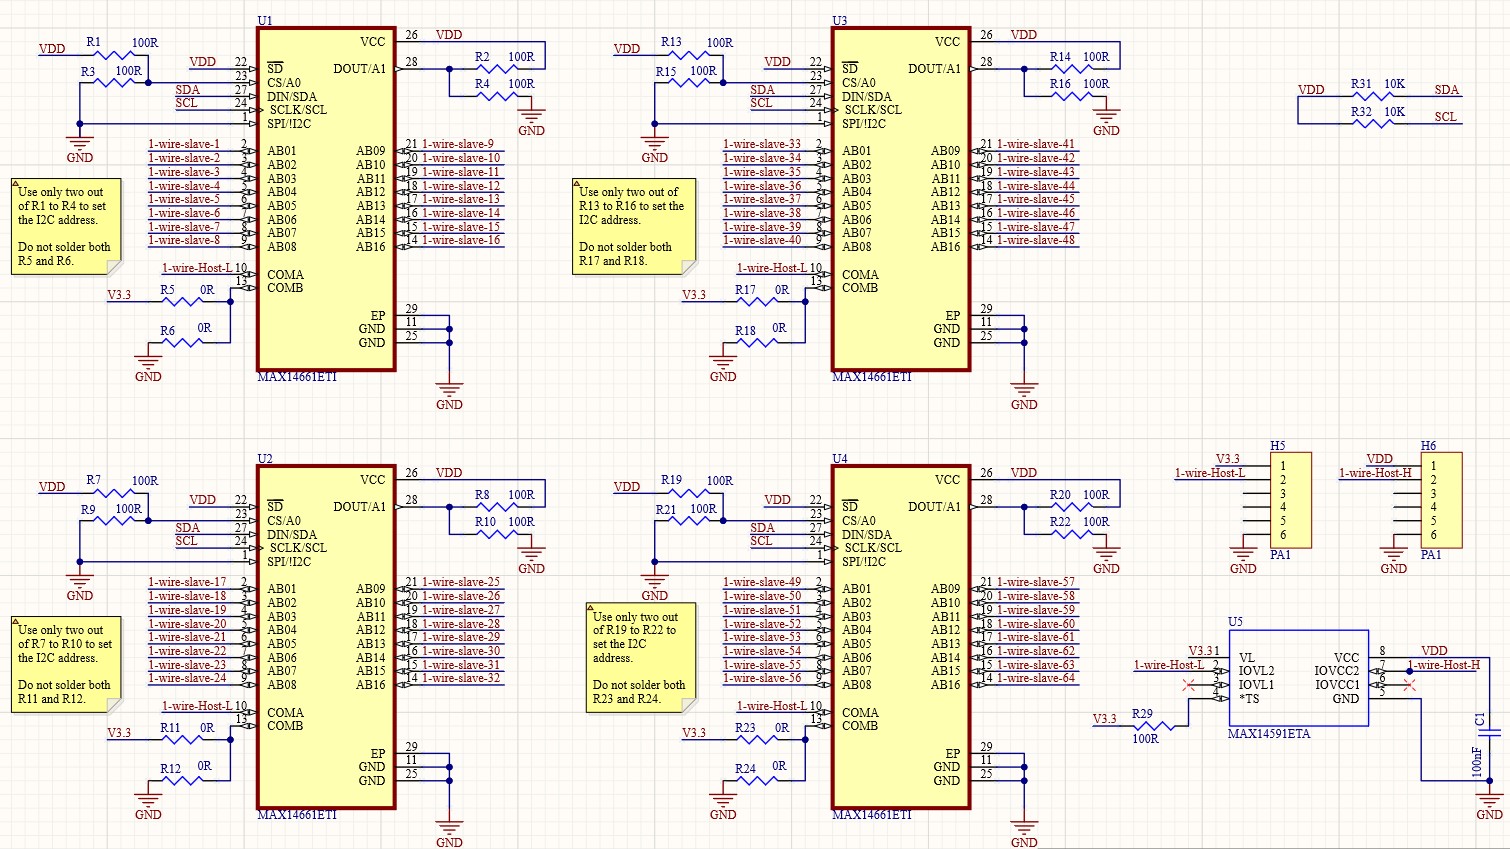 U1
VDD
R1 100R
R3 100R
VDD
22 SD
23 CS/A0
SDA 27 DIN/SDA
SCL 24 SCLK/SCL
1 SPI/!I2C
GND
VCC 26 VDD
DOUT/A1 28
R2 100R
R4 100R
GND
1-wire-slave-1 2 AB01
1-wire-slave-2 3 AB02
1-wire-slave-3 4 AB03
1-wire-slave-4 5 AB04
1-wire-slave-5 6 AB05
1-wire-slave-6 7 AB06
1-wire-slave-7 8 AB07
1-wire-slave-8 9 AB08
AB09 21 1-wire-slave-9
AB10 20 1-wire-slave-10
AB11 19 1-wire-slave-11
AB12 18 1-wire-slave-12
AB13 17 1-wire-slave-13
AB14 16 1-wire-slave-14
AB15 15 1-wire-slave-15
AB16 14 1-wire-slave-16
Use only two out
of R1 to R4 to set
the I2C address.
Do not solder both
R5 and R6.
1-wire-Host-L 10 COMA
13 COMB
V3.3 R5 0R
R6 0R
GND
EP 29
GND 11
GND 25
GND
MAX14661ETI
U3
VDD
R13 100R
R15 100R
VDD
22 SD
23 CS/A0
SDA 27 DIN/SDA
SCL 24 SCLK/SCL
1 SPI/!I2C
GND
VCC 26 VDD
DOUT/A1 28
R14 100R
R16 100R
GND
1-wire-slave-33 2 AB01
1-wire-slave-34 3 AB02
1-wire-slave-35 4 AB03
1-wire-slave-36 5 AB04
1-wire-slave-37 6 AB05
1-wire-slave-38 7 AB06
1-wire-slave-39 8 AB07
1-wire-slave-40 9 AB08
AB09 21 1-wire-slave-41
AB10 20 1-wire-slave-42
AB11 19 1-wire-slave-43
AB12 18 1-wire-slave-44
AB13 17 1-wire-slave-45
AB14 16 1-wire-slave-46
AB15 15 1-wire-slave-47
AB16 14 1-wire-slave-48
Use only two out of
R13 to R16 to set the
I2C address.
Do not solder both
R17 and R18.
1-wire-Host-L 10 COMA
13 COMB
V3.3 R17 0R
R18 0R
GND
EP 29
GND 11
GND 25
GND
MAX14661ETI
VDD R31 10K SDA
R32 10K SCL
U2
VDD
R7 100R
R9 100R
VDD
22 SD
23 CS/A0
SDA 27 DIN/SDA
SCL 24 SCLK/SCL
1 SPI/!I2C
GND
VCC 26 VDD
DOUT/A1 28
R8 100R
R10 100R
GND
1-wire-slave-17 2 AB01
1-wire-slave-18 3 AB02
1-wire-slave-19 4 AB03
1-wire-slave-20 5 AB04
1-wire-slave-21 6 AB05
1-wire-slave-22 7 AB06
1-wire-slave-23 8 AB07
1-wire-slave-24 9 AB08
AB09 21 1-wire-slave-25
AB10 20 1-wire-slave-26
AB11 19 1-wire-slave-27
AB12 18 1-wire-slave-28
AB13 17 1-wire-slave-29
AB14 16 1-wire-slave-30
AB15 15 1-wire-slave-31
AB16 14 1-wire-slave-32
Use only two out
of R7 to R10 to set
the I2C address.
Do not solder both
R11 and R12.
1-wire-Host-L 10 COMA
13 COMB
V3.3 R11 0R
R12 0R
GND
EP 29
GND 11
GND 25
GND
MAX14661ETI
U4
VDD
R19 100R
R21 100R
VDD
22 SD
23 CS/A0
SDA 27 DIN/SDA
SCL 24 SCLK/SCL
1 SPI/!I2C
GND
VCC 26 VDD
DOUT/A1 28
R20 100R
R22 100R
GND
1-wire-slave-49 2 AB01
1-wire-slave-50 3 AB02
1-wire-slave-51 4 AB03
1-wire-slave-52 5 AB04
1-wire-slave-53 6 AB05
1-wire-slave-54 7 AB06
1-wire-slave-55 8 AB07
1-wire-slave-56 9 AB08
AB09 21 1-wire-slave-57
AB10 20 1-wire-slave-58
AB11 19 1-wire-slave-59
AB12 18 1-wire-slave-60
AB13 17 1-wire-slave-61
AB14 16 1-wire-slave-62
AB15 15 1-wire-slave-63
AB16 14 1-wire-slave-64
Use only two out
of R19 to R22 to
set the I2C
address.
Do not solder both
R23 and R24.
1-wire-Host-L 10 COMA
13 COMB
V3.3 R23 0R
R24 0R
GND
EP 29
GND 11
GND 25
GND
MAX14661ETI
H5
V3.3 1
1-wire-Host-L 2
3
4
5
6
GND PA1
H6
VDD 1
1-wire-Host-H 2
3
4
5
6
GND PA1
U5
V3.3 1 VL
1-wire-Host-L 2 IOVL2
3 IOVL1
4 *TS
VCC 8 VDD
IOVCC2 7 1-wire-Host-H
IOVCC1 6
GND 5
V3.3 R29
100R
MAX14591ETA
C1
100nF
GND